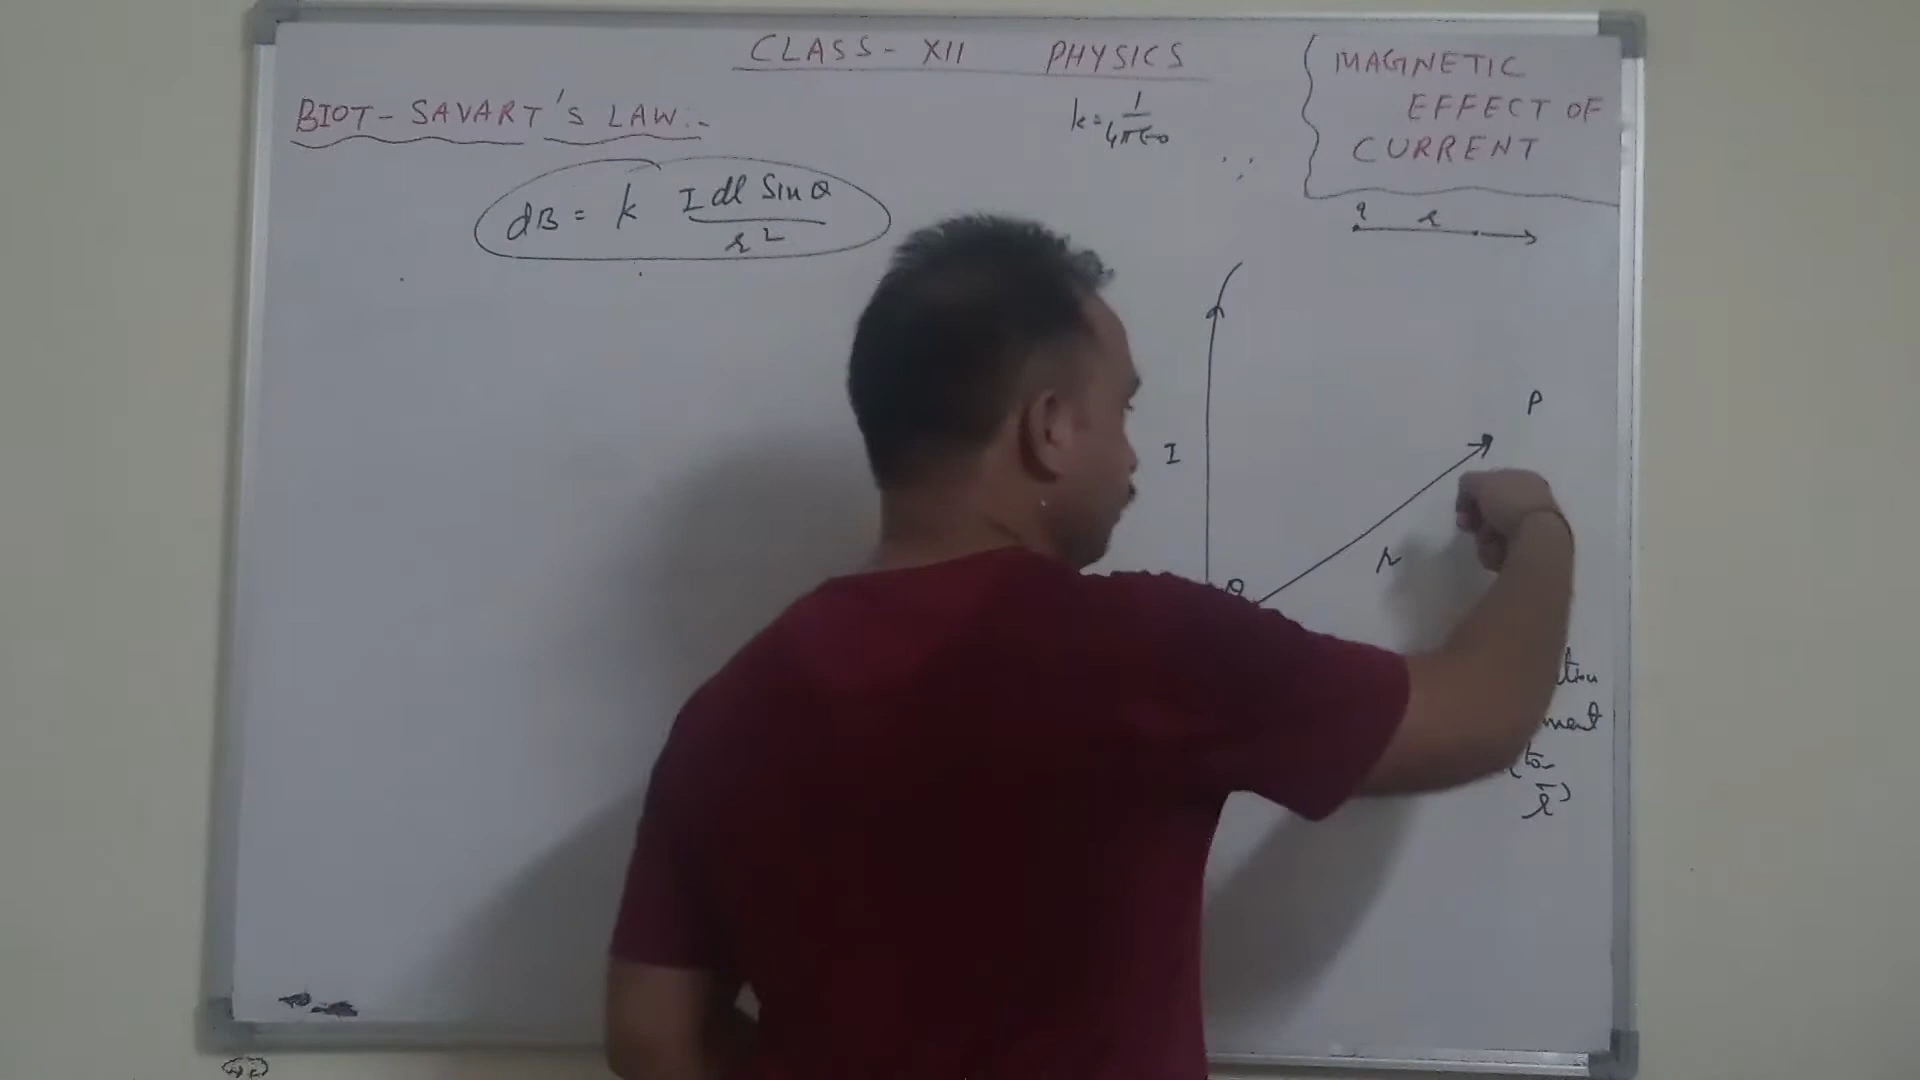 CLASS- XII PHYSICS
MAGNETIC
EFFECT OF
CURRENT
BIOT-SAVART'S LAW:-
k = 1/4πε0
dB = k I dl Sin θ / r²
q r
P
I
θ
r